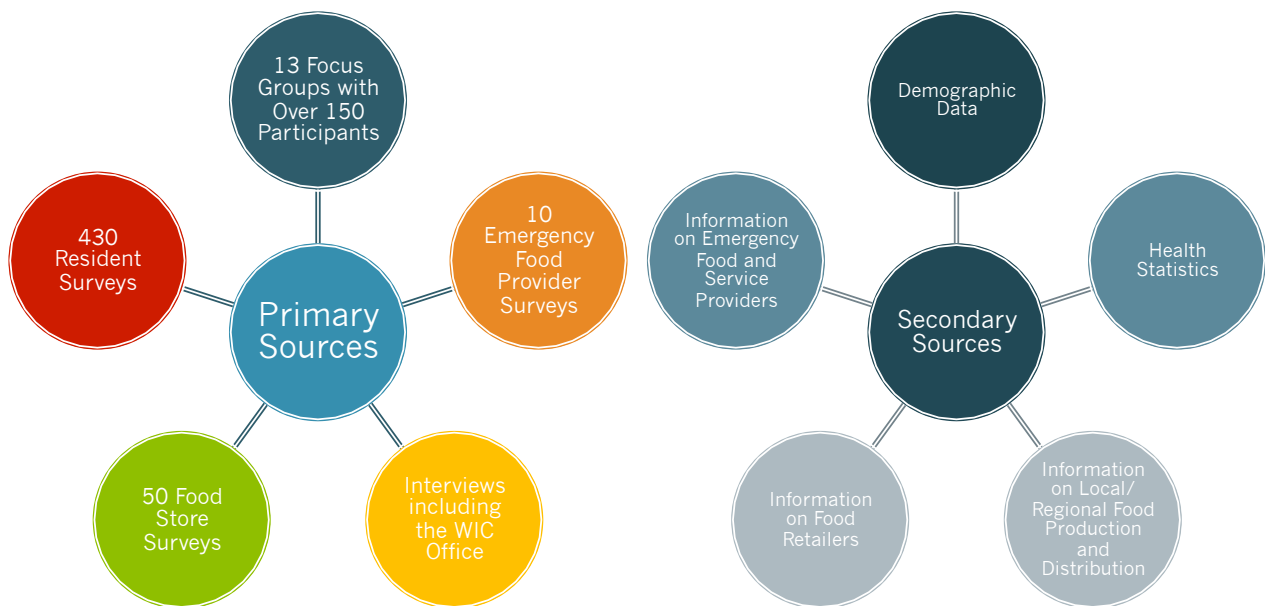 13 Focus
Groups with
Over 150
Participants
430
Resident
Surveys
10
Emergency
Food
Provider
Surveys
Primary
Sources
50 Food
Store
Surveys
Interviews
including
the WIC
Office
Demographic
Data
Information
on Emergency
Food and
Service
Providers
Health
Statistics
Secondary
Sources
Information
on Food
Retailers
Information
on Local/
Regional Food
Production
and
Distribution